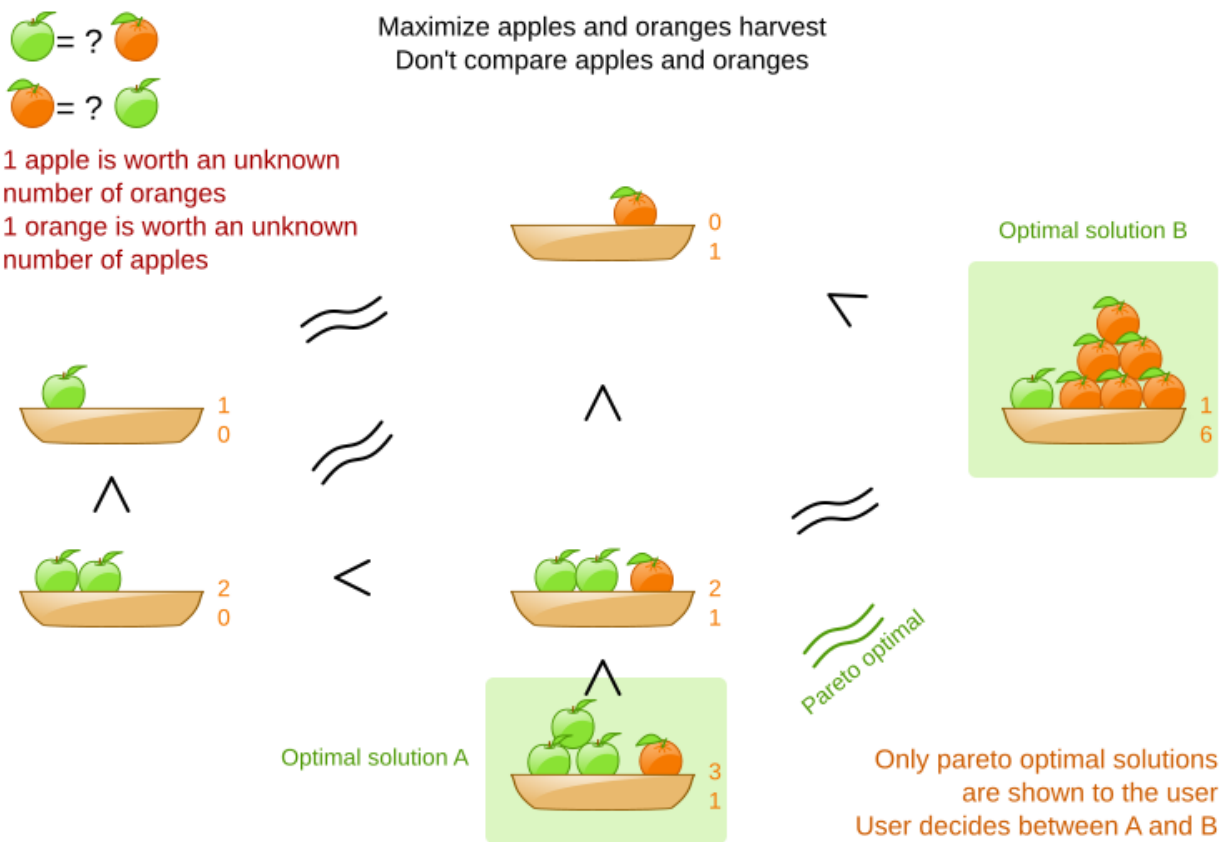 Maximize apples and oranges harvest
Don't compare apples and oranges
= ?
= ?
1 apple is worth an unknown
number of oranges
1 orange is worth an unknown
number of apples
0
1
Optimal solution B
1
0
1
6
2
0
2
1
Pareto optimal
Optimal solution A
3
1
Only pareto optimal solutions
are shown to the user
User decides between A and B